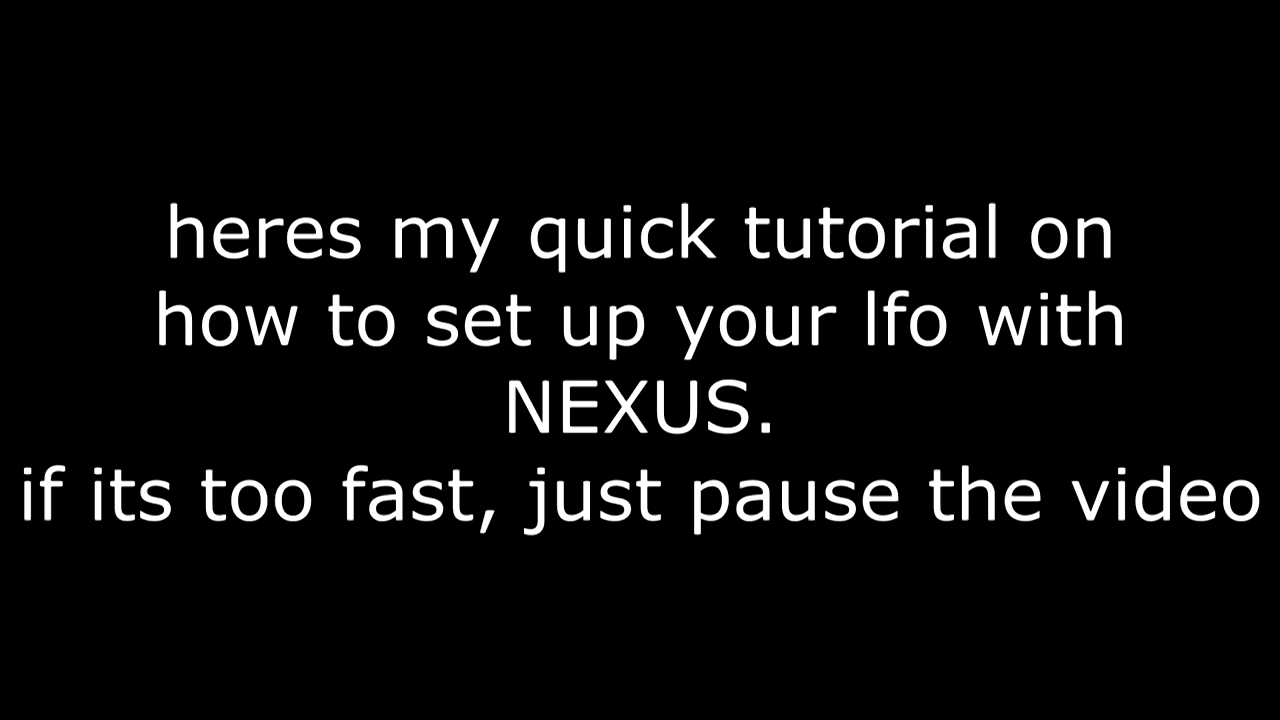 heres my quick tutorial on
how to set up your lfo with
NEXUS.
if its too fast, just pause the video